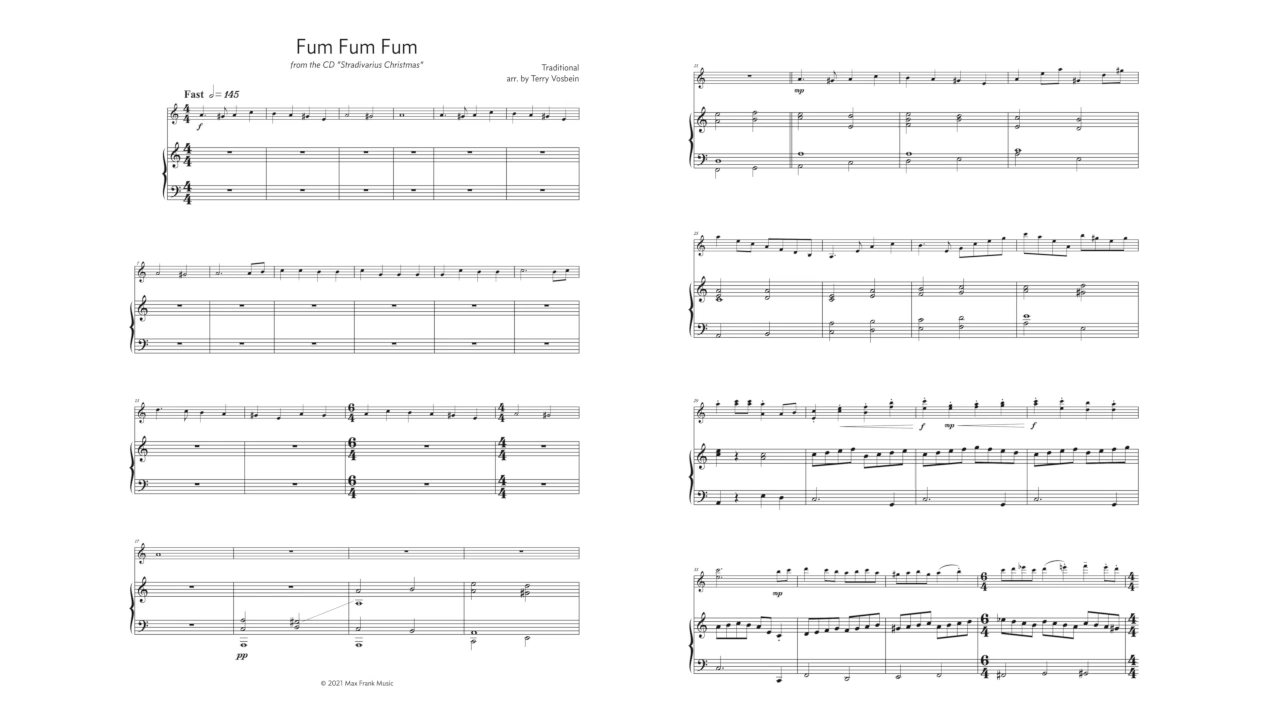 Fum Fum Fum
from the CD "Stradivarius Christmas"
Traditional
arr. by Terry Vosbein
Fast 𝅗𝅥 = 145
f
mp
f mp f
pp
mp
© 2021 Max Frank Music